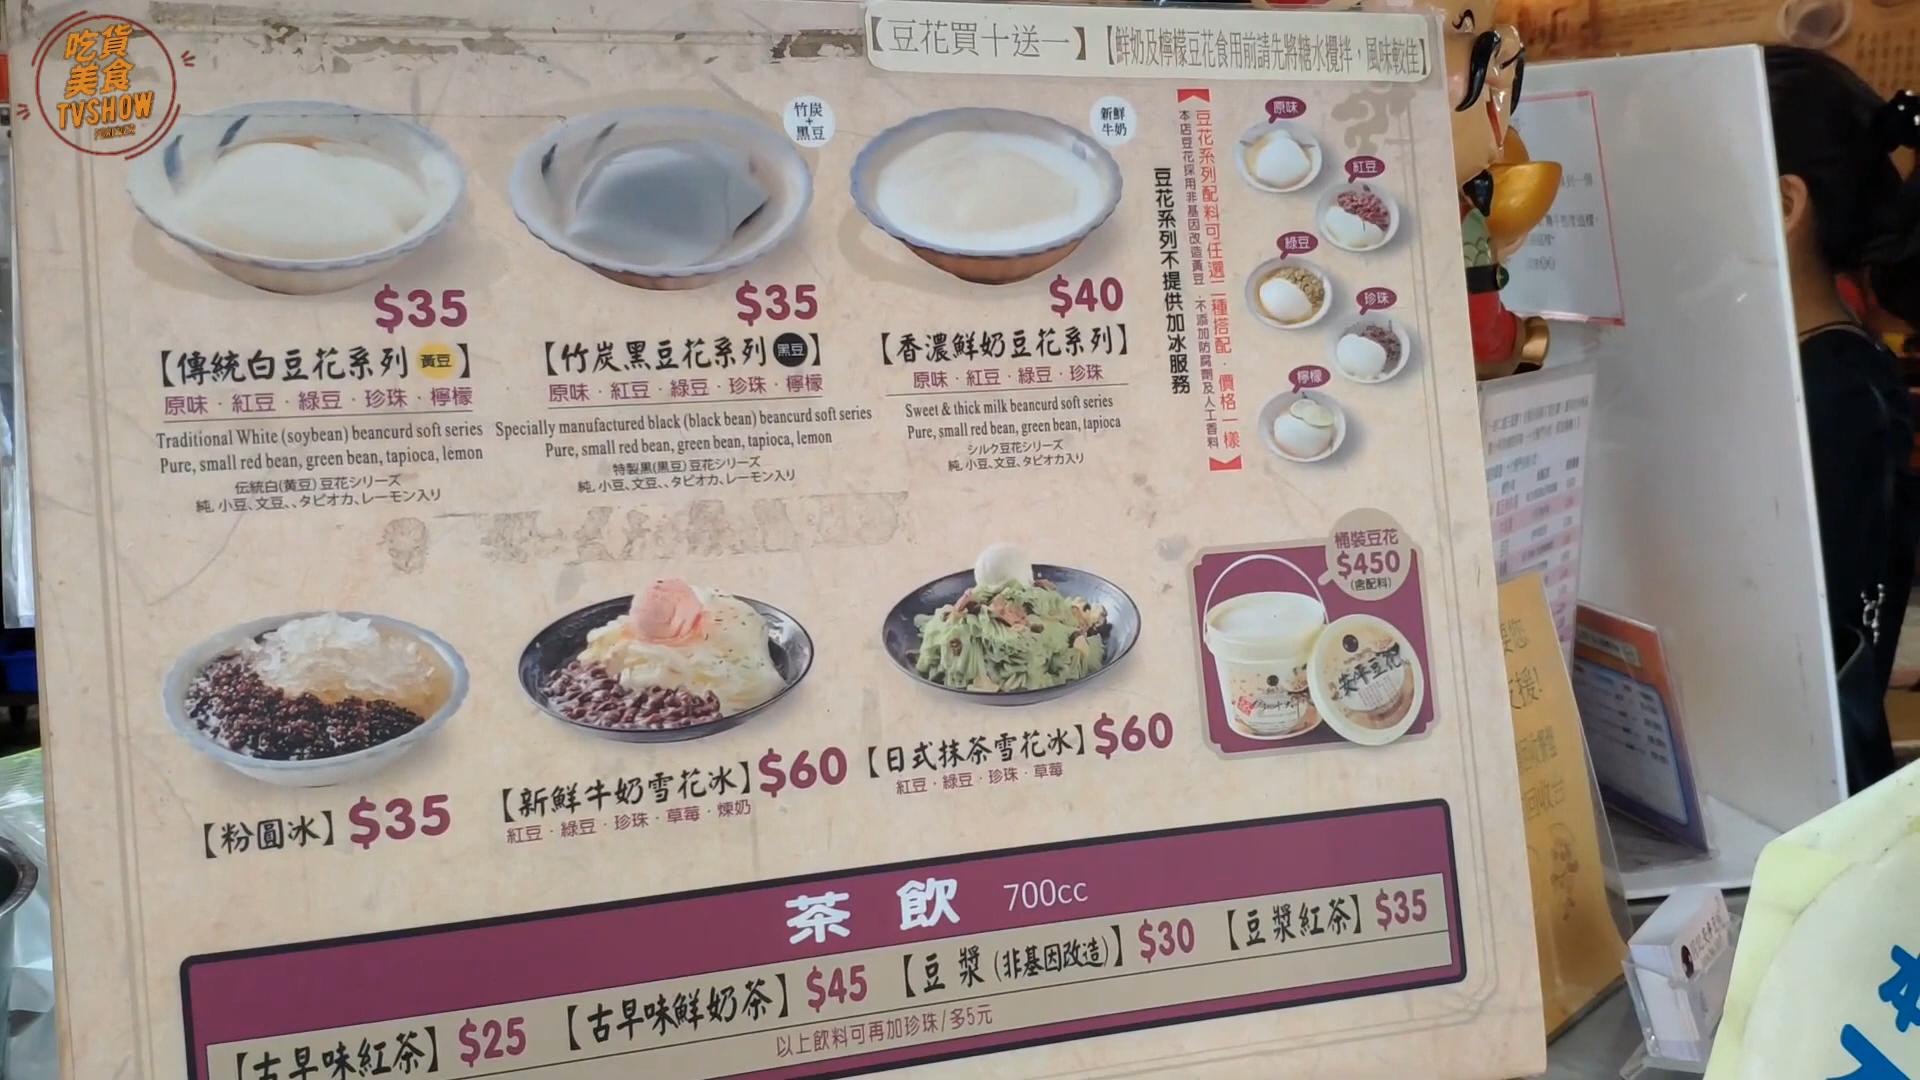 吃貨
美食
TVSHOW
FOREVER
【豆花買十送一】【鮮奶及檸檬豆花食用前請先將糖水攪拌，風味軟佳】
竹炭
+
黑豆
新鮮
牛奶
$35
【傳統白豆花系列 黃豆】
原味．紅豆．綠豆．珍珠．檸檬
Traditional White (soybean) beancurd soft series
Pure, small red bean, green bean, tapioca, lemon
伝統白(黄豆)豆花シリーズ
純, 小豆、文豆、、タピオカ、レーモン入り
$35
【竹炭黑豆花系列 黑豆】
原味．紅豆．綠豆．珍珠．檸檬
Specially manufactured black (black bean) beancurd soft series
Pure, small red bean, green bean, tapioca, lemon
特製黒(黒豆)豆花シリーズ
純, 小豆、文豆、、タピオカ、レーモン入り
$40
【香濃鮮奶豆花系列】
原味．紅豆．綠豆．珍珠
Sweet & thick milk beancurd soft series
Pure, small red bean, green bean, tapioca
シルク豆花シリーズ
純, 小豆、文豆、タピオカ入り
豆花系列配料可任選二種搭配．價格一樣
本店豆花採用非基因改造黃豆．不添加防腐劑及人工香料
豆花系列不提供加冰服務
原味
紅豆
綠豆
珍珠
檸檬
桶裝豆花
$450
(含配料)
安平豆花
【粉圓冰】$35
【新鮮牛奶雪花冰】$60
紅豆．綠豆．珍珠．草莓．煉奶
【日式抹茶雪花冰】$60
紅豆．綠豆．珍珠．草莓
茶 飲 700cc
【古早味紅茶】$25 【古早味鮮奶茶】$45 【豆 漿 (非基因改造)】$30 【豆漿紅茶】$35
以上飲料可再加珍珠/多5元